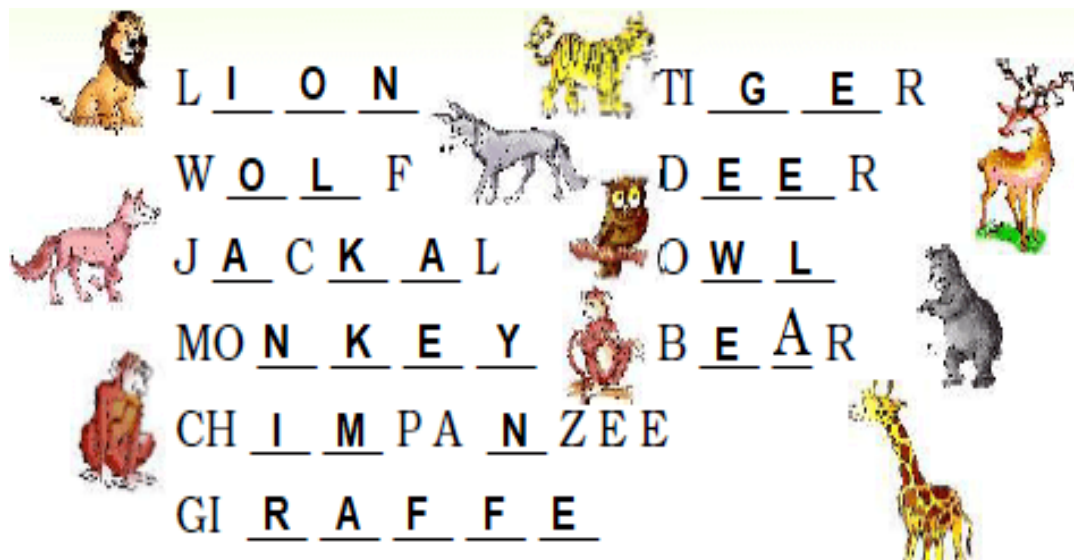 LION TIGER
WOLF DEER
JACKAL OWL
MONKEY BEAR
CHIMPANZEE
GIRAFFE